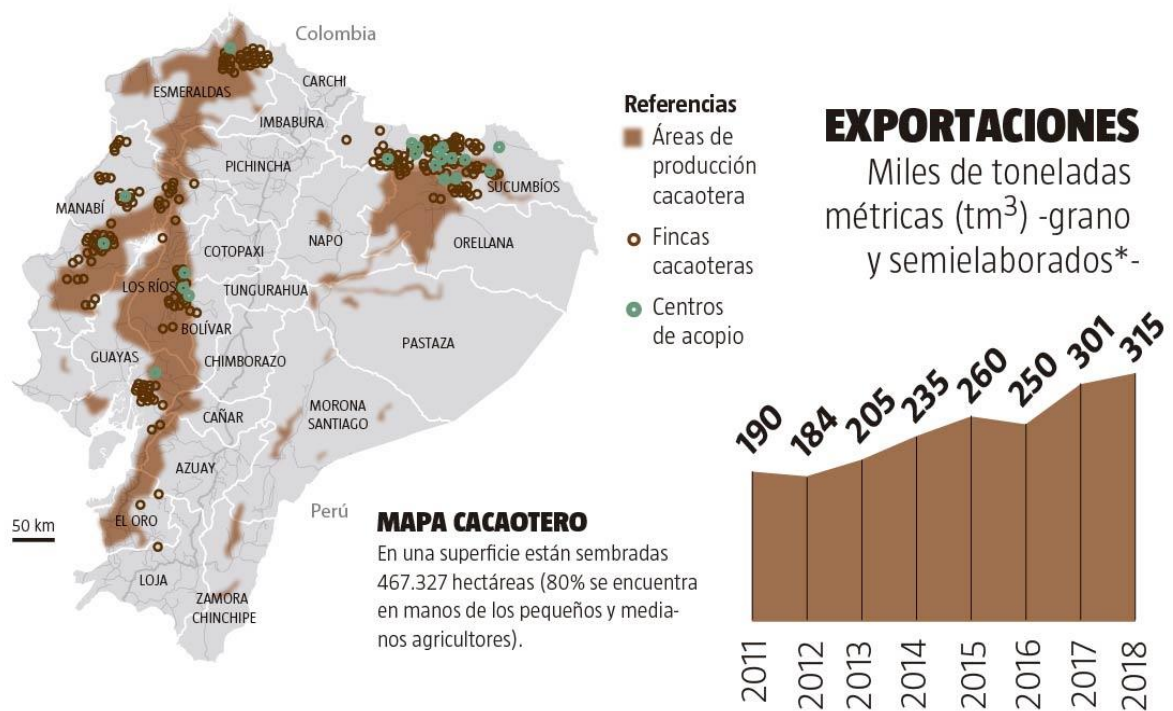 Colombia
CARCHI
ESMERALDAS
IMBABURA
PICHINCHA
SUCUMBÍOS
MANABÍ
COTOPAXI
NAPO
ORELLANA
LOS RÍOS
TUNGURAHUA
BOLÍVAR
PASTAZA
GUAYAS
CHIMBORAZO
CAÑAR
MORONA
SANTIAGO
AZUAY
Perú
EL ORO
50 km
LOJA
ZAMORA
CHINCHIPE
Referencias
Áreas de
producción
cacaotera
Fincas
cacaoteras
Centros
de acopio
MAPA CACAOTERO
En una superficie están sembradas
467.327 hectáreas (80% se encuentra
en manos de los pequeños y media-
nos agricultores).
EXPORTACIONES
Miles de toneladas
métricas (tm³) -grano
y semielaborados*-
190 184 205 235 260 250 301 315
2011 2012 2013 2014 2015 2016 2017 2018